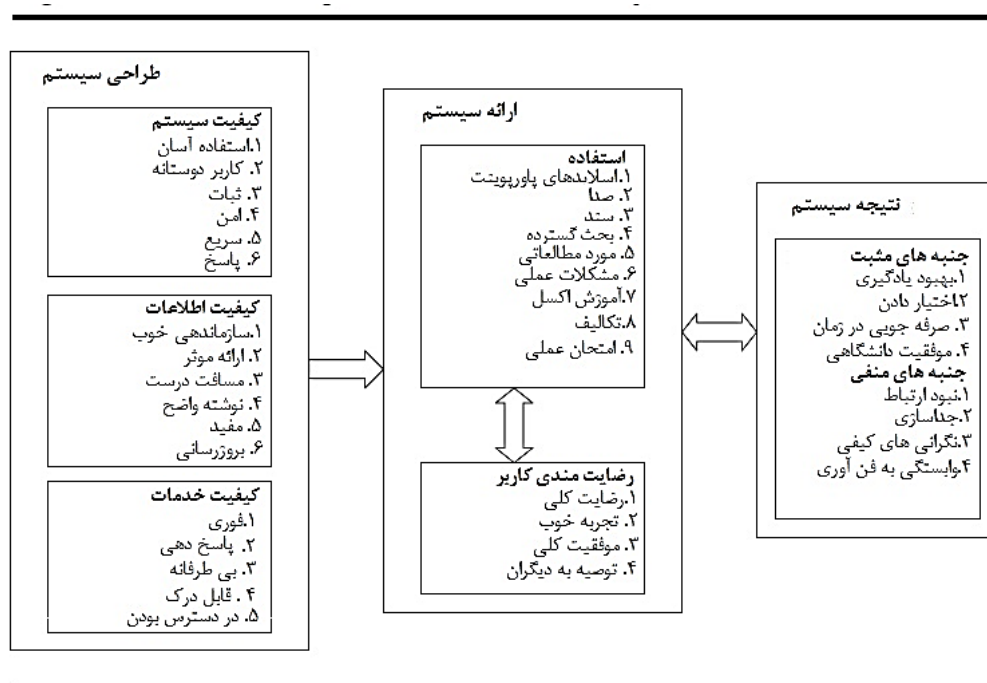 طراحی سیستم
کیفیت سیستم
۱.استفاده آسان
۲. کاربر دوستانه
۳. ثبات
۴. امن
۵. سریع
۶. پاسخ
کیفیت اطلاعات
۱.سازماندهی خوب
۲. ارائه موثر
۳. مسافت درست
۴. نوشته واضح
۵. مفید
۶. بروزرسانی
کیفیت خدمات
۱.فوری
۲. پاسخ دهی
۳. بی طرفانه
۴ . قابل درک
۵. در دسترس بودن
ارائه سیستم
استفاده
۱.اسلایدهای پاورپوینت
۲. صدا
۳. سند
۴. بحث گسترده
۵. مورد مطالعاتی
۶. مشکلات عملی
۷.آموزش اکسل
۸.تکالیف
۹. امتحان عملی
رضایت مندی کاربر
۱.رضایت کلی
۲. تجربه خوب
۳. موفقیت کلی
۴. توصیه به دیگران
نتیجه سیستم
جنبه های مثبت
۱.بهبود یادگیری
۲.اختیار دادن
۳. صرفه جویی در زمان
۴. موفقیت دانشگاهی
جنبه های منفی
۱.نبود ارتباط
۲.جداسازی
۳.نگرانی های کیفی
۴.وابستگی به فن آوری